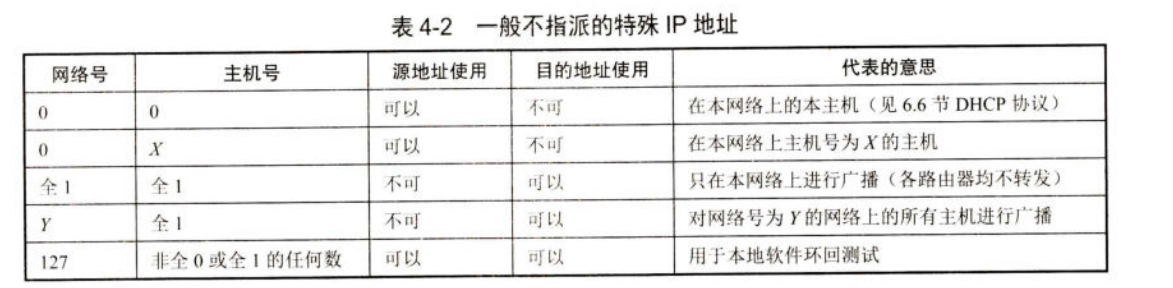 表 4-2 一般不指派的特殊 IP 地址
网络号 主机号 源地址使用 目的地址使用 代表的意思
0 0 可以 不可 在本网络上的本主机（见 6.6 节 DHCP 协议）
0 X 可以 不可 在本网络上主机号为 X 的主机
全 1 全 1 不可 可以 只在本网络上进行广播（各路由器均不转发）
Y 全 1 不可 可以 对网络号为 Y 的网络上的所有主机进行广播
127 非全 0 或全 1 的任何数 可以 可以 用于本地软件环回测试